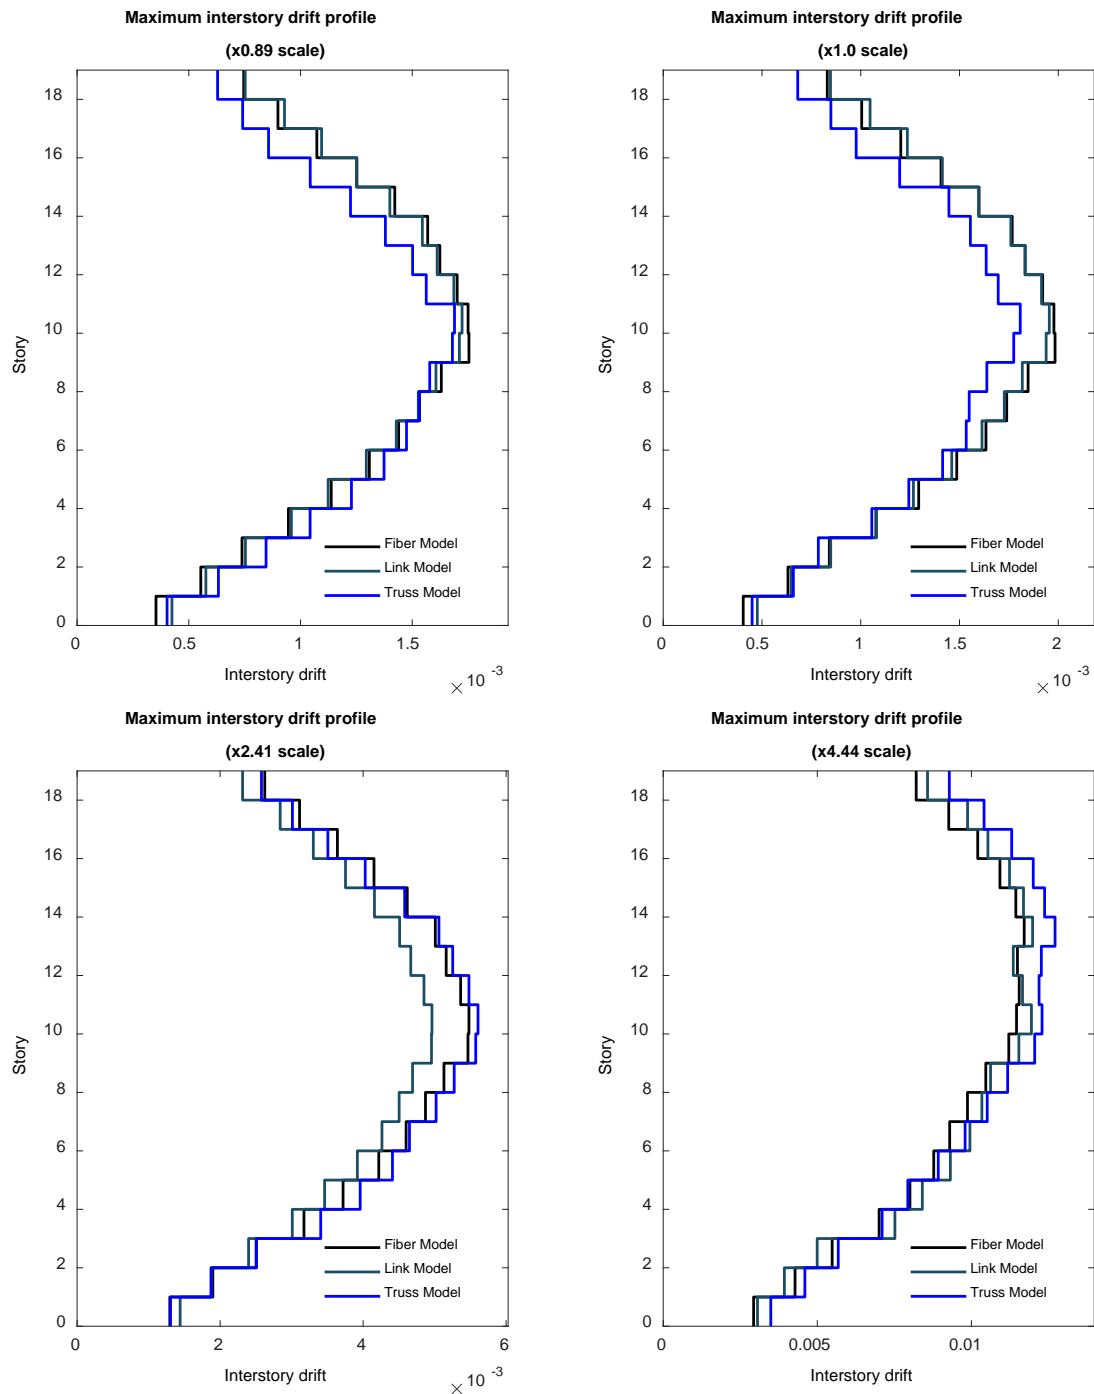 Maximum interstory drift profile
(x0.89 scale)
18
16
14
12
10
8
6
4
2
0
Story
Fiber Model
Link Model
Truss Model
0
0.5
1
1.5
Interstory drift
×10 -3
Maximum interstory drift profile
(x1.0 scale)
18
16
14
12
10
8
6
4
2
0
Story
Fiber Model
Link Model
Truss Model
0
0.5
1
1.5
2
Interstory drift
×10 -3
Maximum interstory drift profile
(x2.41 scale)
18
16
14
12
10
8
6
4
2
0
Story
Fiber Model
Link Model
Truss Model
0
2
4
6
Interstory drift
×10 -3
Maximum interstory drift profile
(x4.44 scale)
18
16
14
12
10
8
6
4
2
0
Story
Fiber Model
Link Model
Truss Model
0
0.005
0.01
Interstory drift